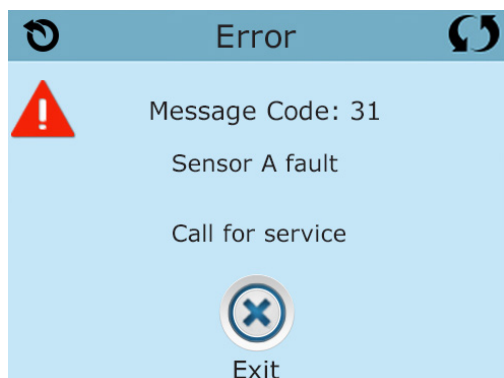 Error
Message Code: 31
Sensor A fault
Call for service
Exit